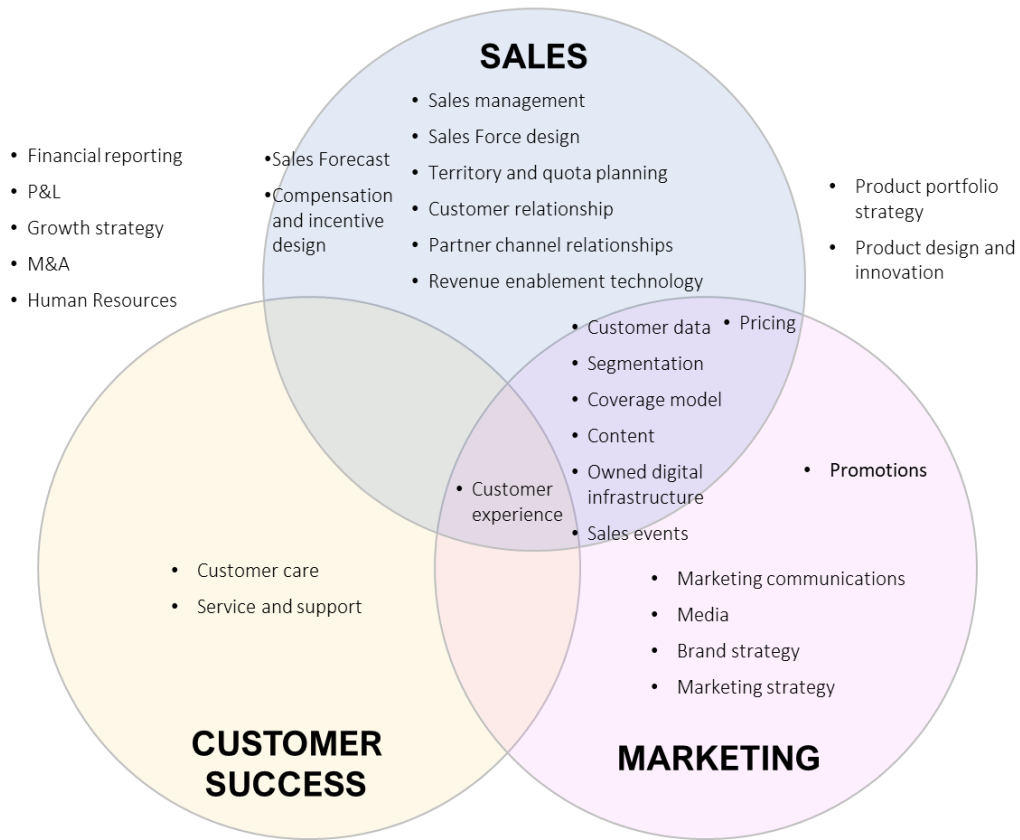 SALES
• Sales management
• Sales Force design
• Territory and quota planning
• Customer relationship
• Partner channel relationships
• Revenue enablement technology
• Financial reporting
• P&L
• Growth strategy
• M&A
• Human Resources
•Sales Forecast
•Compensation
and incentive
design
• Product portfolio
strategy
• Product design and
innovation
• Customer data
• Pricing
• Segmentation
• Coverage model
• Content
• Owned digital
infrastructure
• Sales events
• Customer
experience
• Promotions
• Customer care
• Service and support
• Marketing communications
• Media
• Brand strategy
• Marketing strategy
CUSTOMER
SUCCESS
MARKETING